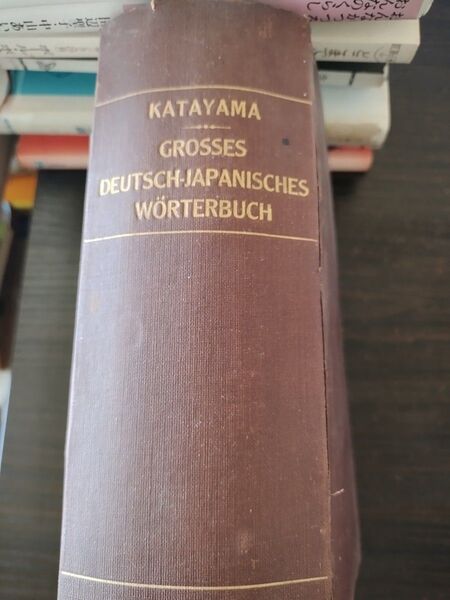 KATAYAMA
GROSSES
DEUTSCH-JAPANISCHES
WÖRTERBUCH